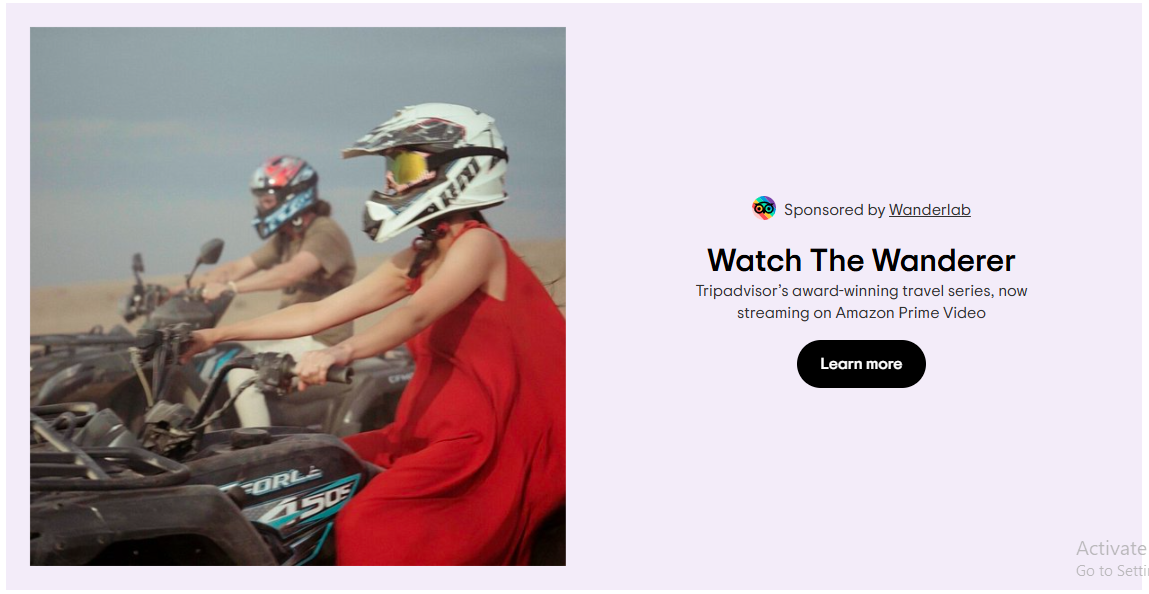 Sponsored by Wanderlab
Watch The Wanderer
Tripadvisor's award-winning travel series, now
streaming on Amazon Prime Video
Learn more
FORCE
450S
Activate
Go to Setti